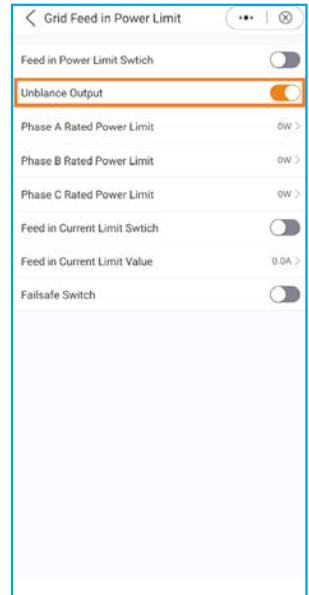 Grid Feed in Power Limit
Feed in Power Limit Swtich
Unblance Output
Phase A Rated Power Limit 0W
Phase B Rated Power Limit 0W
Phase C Rated Power Limit 0W
Feed in Current Limit Swtich
Feed in Current Limit Value 0.0A
Failsafe Switch